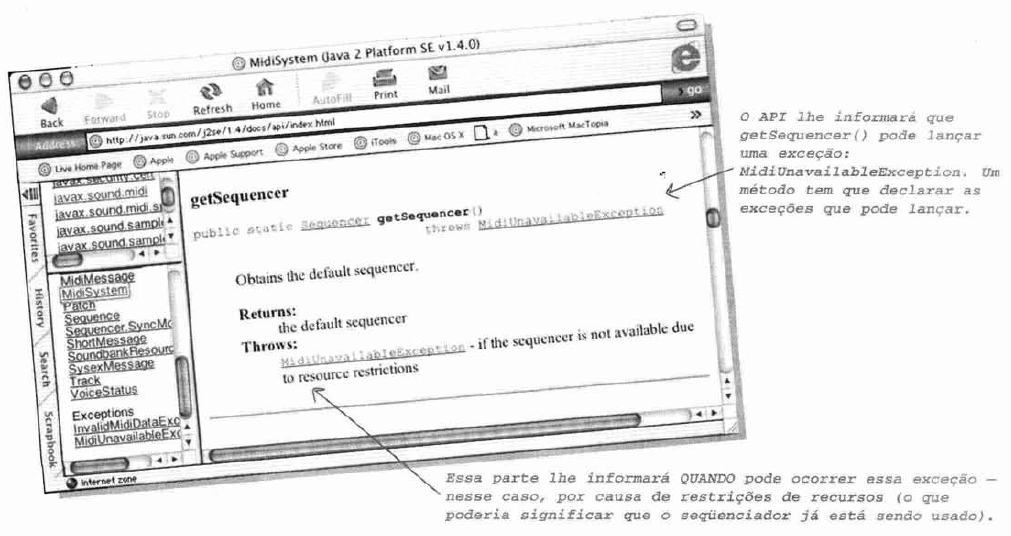 MidiSystem (Java 2 Platform SE v1.4.0)
Back Forward Stop Refresh Home AutoFill Print Mail
Address http://java.sun.com/j2se/1.4/docs/api/index.html go
Live Home Page Apple Apple Support Apple Store iTools Mac OS X a Microsoft MacTopia »
Favorites
History
Search
Scrapbook
javax.security.cert
javax.sound.midi
javax.sound.midi.s
javax.sound.sample
javax.sound.sampl
MidiMessage
MidiSystem
Patch
Sequence
Sequencer.SyncMo
ShortMessage
SoundbankResourc
SysexMessage
Track
VoiceStatus
Exceptions
InvalidMidiDataExc
MidiUnavailableExc
getSequencer
public static Sequencer getSequencer()
throws MidiUnavailableException
Obtains the default sequencer.
Returns:
the default sequencer
Throws:
MidiUnavailableException - if the sequencer is not available due
to resource restrictions
Internet zone
O API lhe informará que
getSequencer() pode lançar
uma exceção:
MidiUnavailableException. Um
método tem que declarar as
exceções que pode lançar.
Essa parte lhe informará QUANDO pode ocorrer essa exceção —
nesse caso, por causa de restrições de recursos (o que
poderia significar que o seqüenciador já está sendo usado).